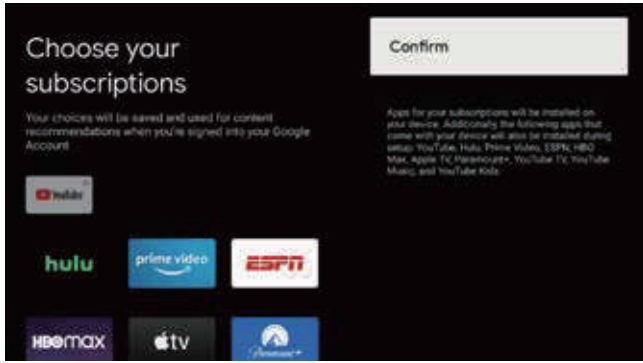 Choose your
subscriptions
Your choices will be saved and used for content
recommendations when you're signed into your Google
Account
YouTube
hulu
prime video
ESPN
HBOmax
tv
Paramount+
Confirm
Apps for your subscriptions will be installed on
your device. Additionally, the following apps that
come with your device will also be installed during
setup: YouTube, Hulu, Prime Video, ESPN, HBO
Max, Apple TV, Paramount+, YouTube TV, YouTube
Music, and YouTube Kids.